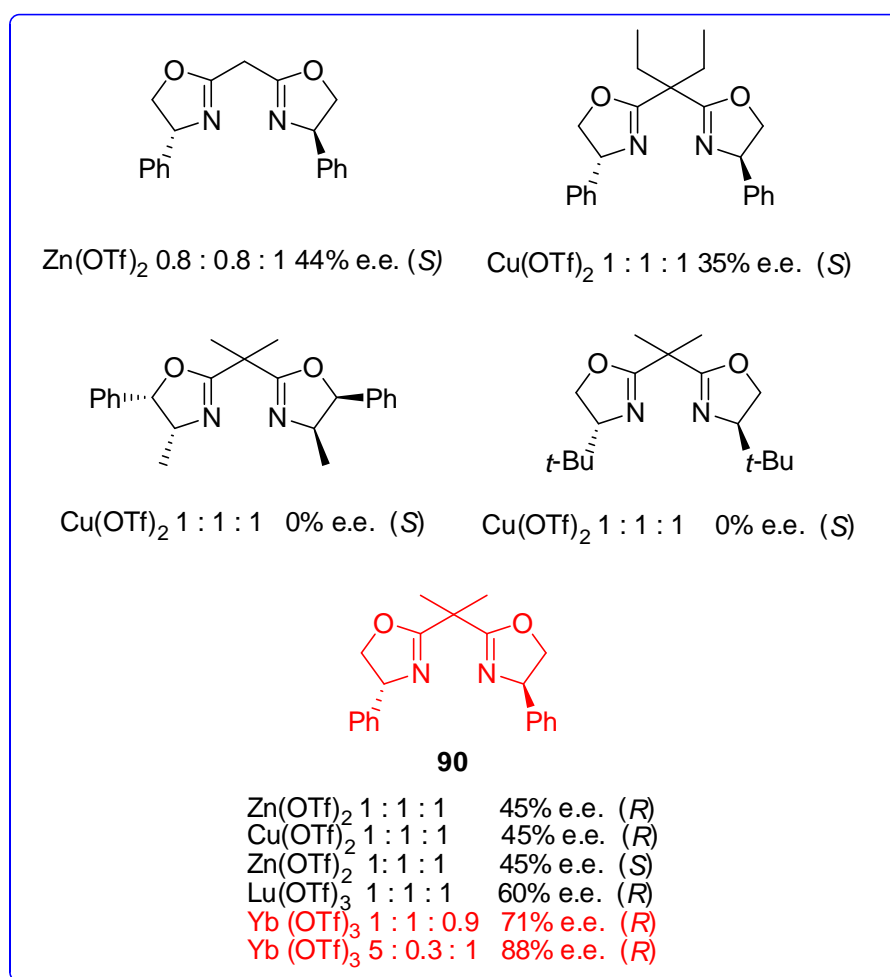 O O
N N
Ph Ph
Zn(OTf)2 0.8 : 0.8 : 1 44% e.e. (S)
O O
N N
Ph Ph
Cu(OTf)2 1 : 1 : 1 35% e.e. (S)
O O
Ph N N Ph
Cu(OTf)2 1 : 1 : 1 0% e.e. (S)
O O
N N
t-Bu t-Bu
Cu(OTf)2 1 : 1 : 1 0% e.e. (S)
O O
N N
Ph Ph
90
Zn(OTf)2 1 : 1 : 1 45% e.e. (R)
Cu(OTf)2 1 : 1 : 1 45% e.e. (R)
Zn(OTf)2 1: 1 : 1 45% e.e. (S)
Lu(OTf)3 1 : 1 : 1 60% e.e. (R)
Yb (OTf)3 1 : 1 : 0.9 71% e.e. (R)
Yb (OTf)3 5 : 0.3 : 1 88% e.e. (R)